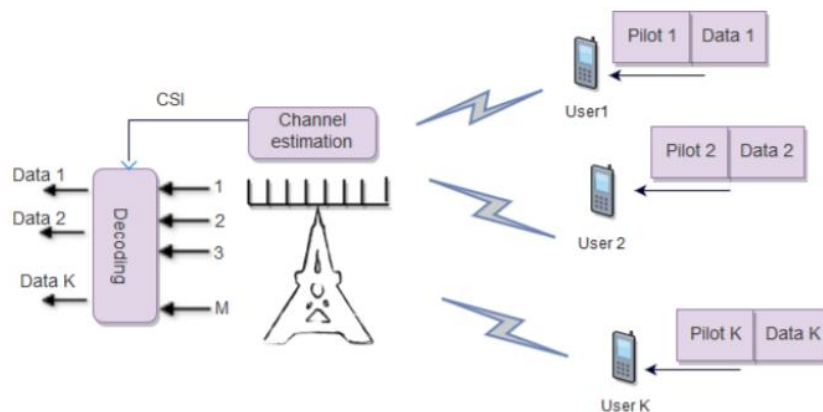 Pilot 1 Data 1
User1
CSI
Channel
estimation
Pilot 2 Data 2
User 2
Data 1
Data 2
Data K
Decoding
1
2
3
M
Pilot K Data K
User K